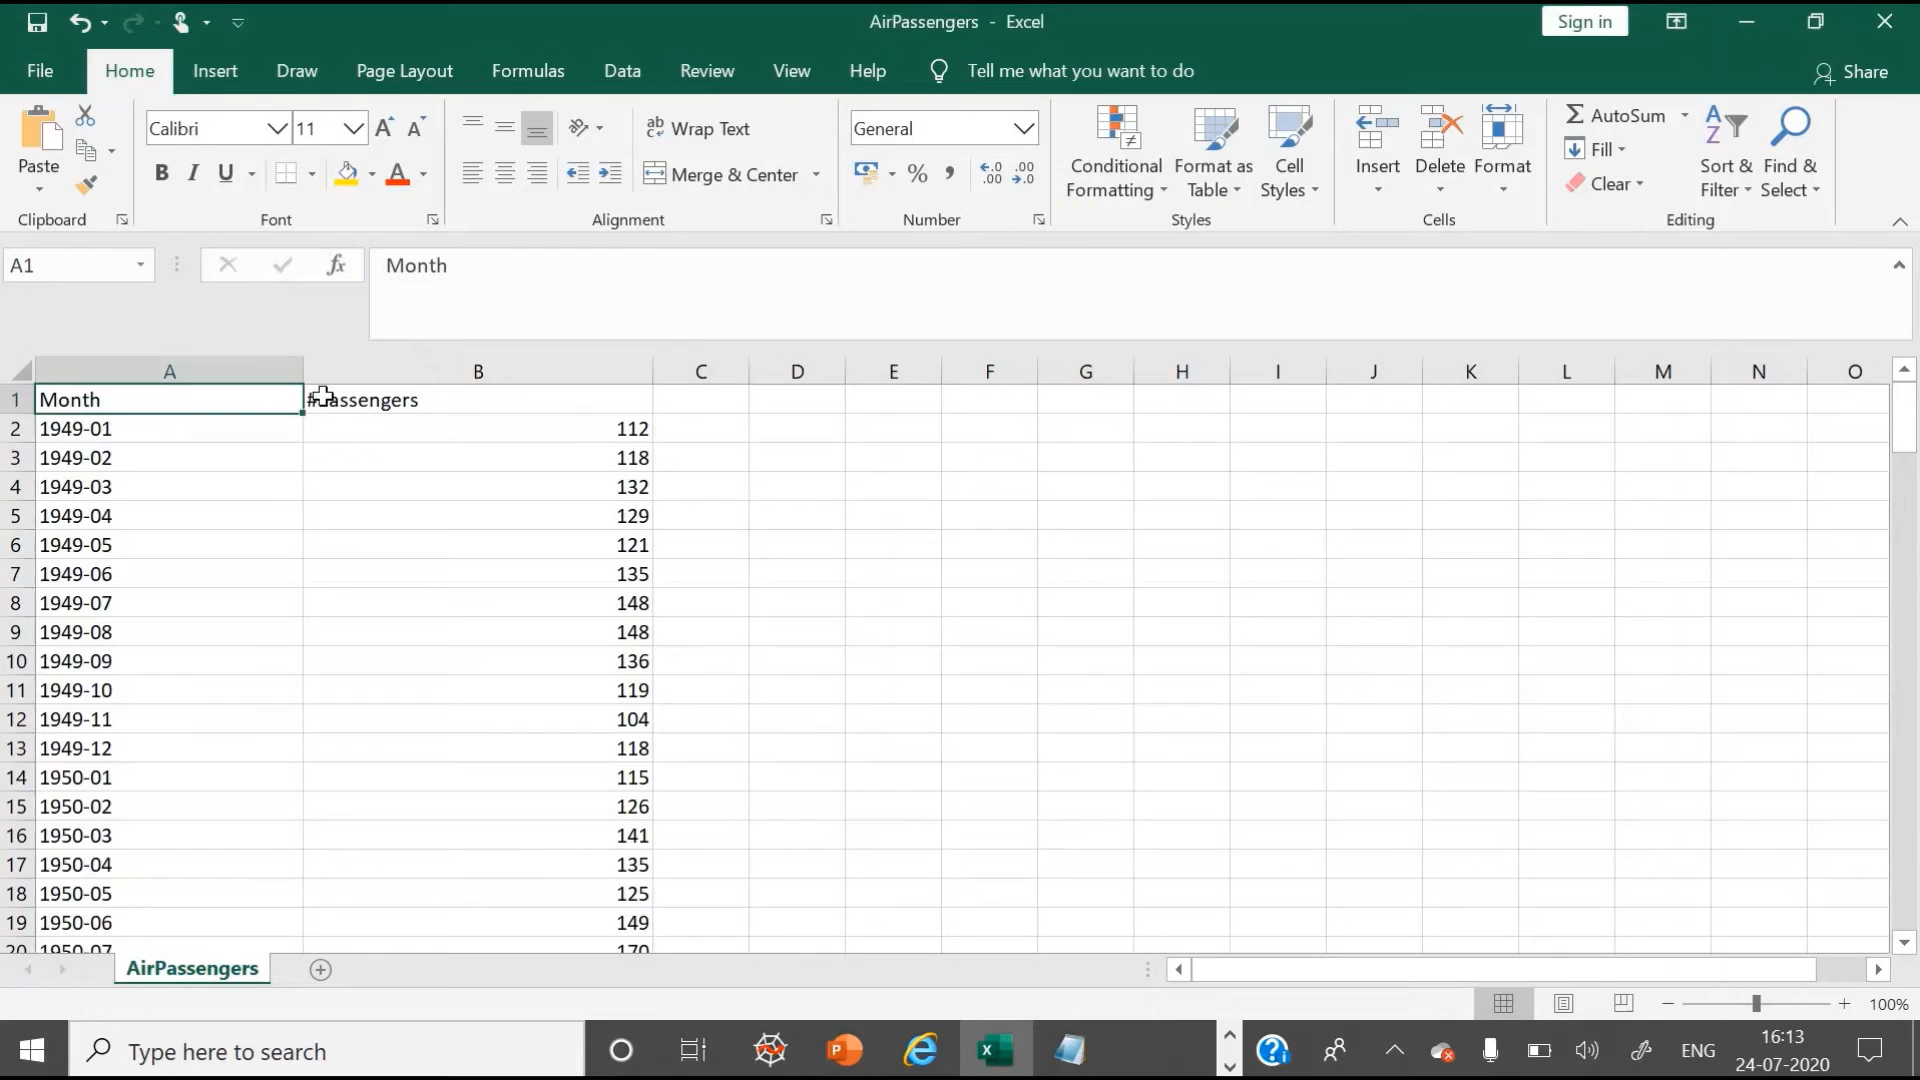 AirPassengers - Excel
Sign in
File Home Insert Draw Page Layout Formulas Data Review View Help Tell me what you want to do Share
Paste
Clipboard
Calibri 11
B I U
Font
Wrap Text
Merge & Center
Alignment
General
Number
Conditional Formatting
Format as Table
Cell Styles
Styles
Insert Delete Format
Cells
AutoSum
Fill
Clear
Sort & Filter
Find & Select
Editing
A1 fx Month
A B C D E F G H I J K L M N O
1 Month #Passengers
2 1949-01 112
3 1949-02 118
4 1949-03 132
5 1949-04 129
6 1949-05 121
7 1949-06 135
8 1949-07 148
9 1949-08 148
10 1949-09 136
11 1949-10 119
12 1949-11 104
13 1949-12 118
14 1950-01 115
15 1950-02 126
16 1950-03 141
17 1950-04 135
18 1950-05 125
19 1950-06 149
20 1950-07 170
AirPassengers
100%
Type here to search
ENG
16:13
24-07-2020